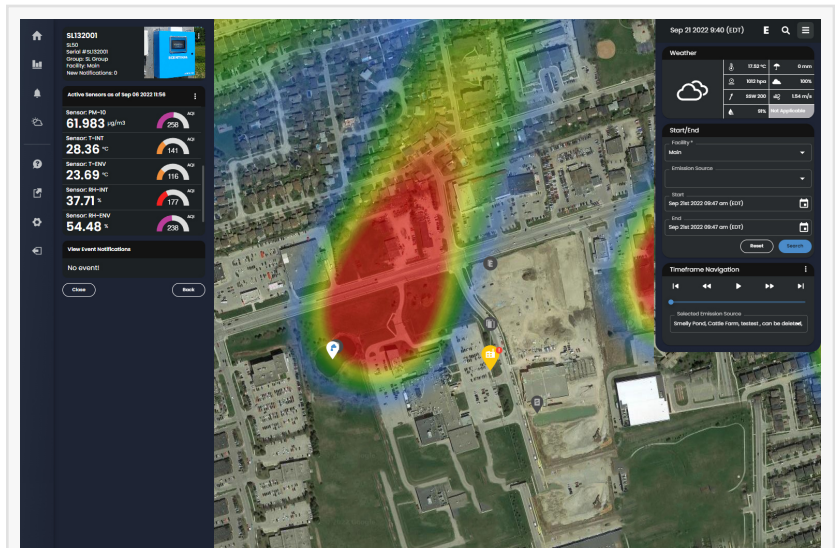 SL132001
SL50
Serial #SL132001
Group: SL Group
Facility: Main
New Notifications: 0
Active Sensors as of Sep 06 2022 11:58
Sensor: PM-10
61.983 µg/m3
AQI
258
Sensor: T-INT
28.36 °C
AQI
141
Sensor: T-ENV
23.69 °C
AQI
116
Sensor: RH-INT
37.71 %
AQI
177
Sensor: RH-ENV
54.48 %
AQI
238
View Event Notifications
No event!
Close
Back
Sep 21 2022 9:40 (EDT)
E
Weather
17.52 °C
0 mm
1012 hpa
100%
SSW 200
1.54 m/s
91%
Not Applicable
Start/End
Facility *
Main
Emission Source
Start
Sep 21st 2022 09:47 am (EDT)
End
Sep 21st 2022 09:47 am (EDT)
Reset
Search
Timeframe Navigation
Selected Emission Source
Smelly Pond, Cattle Farm, testest , can be deleted,